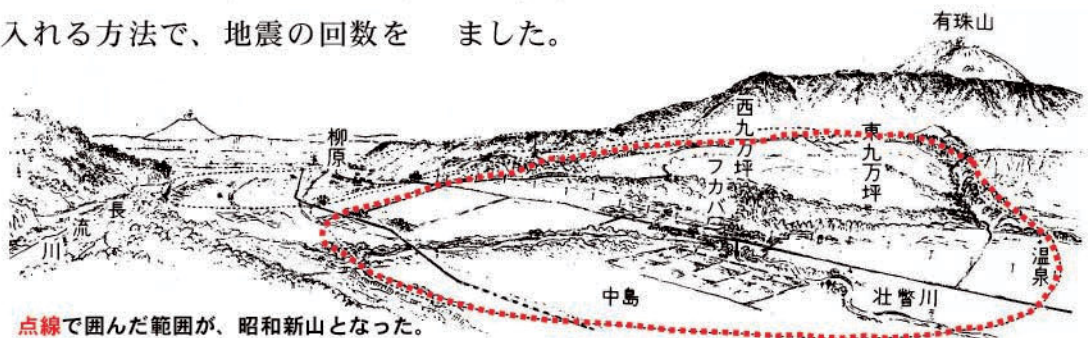 入れる方法で、地震の回数を　ました。
有珠山
柳原
西九万坪
東九万坪
フカバ
長流川
温泉
中島
壮瞥川
点線で囲んだ範囲が、昭和新山となった。